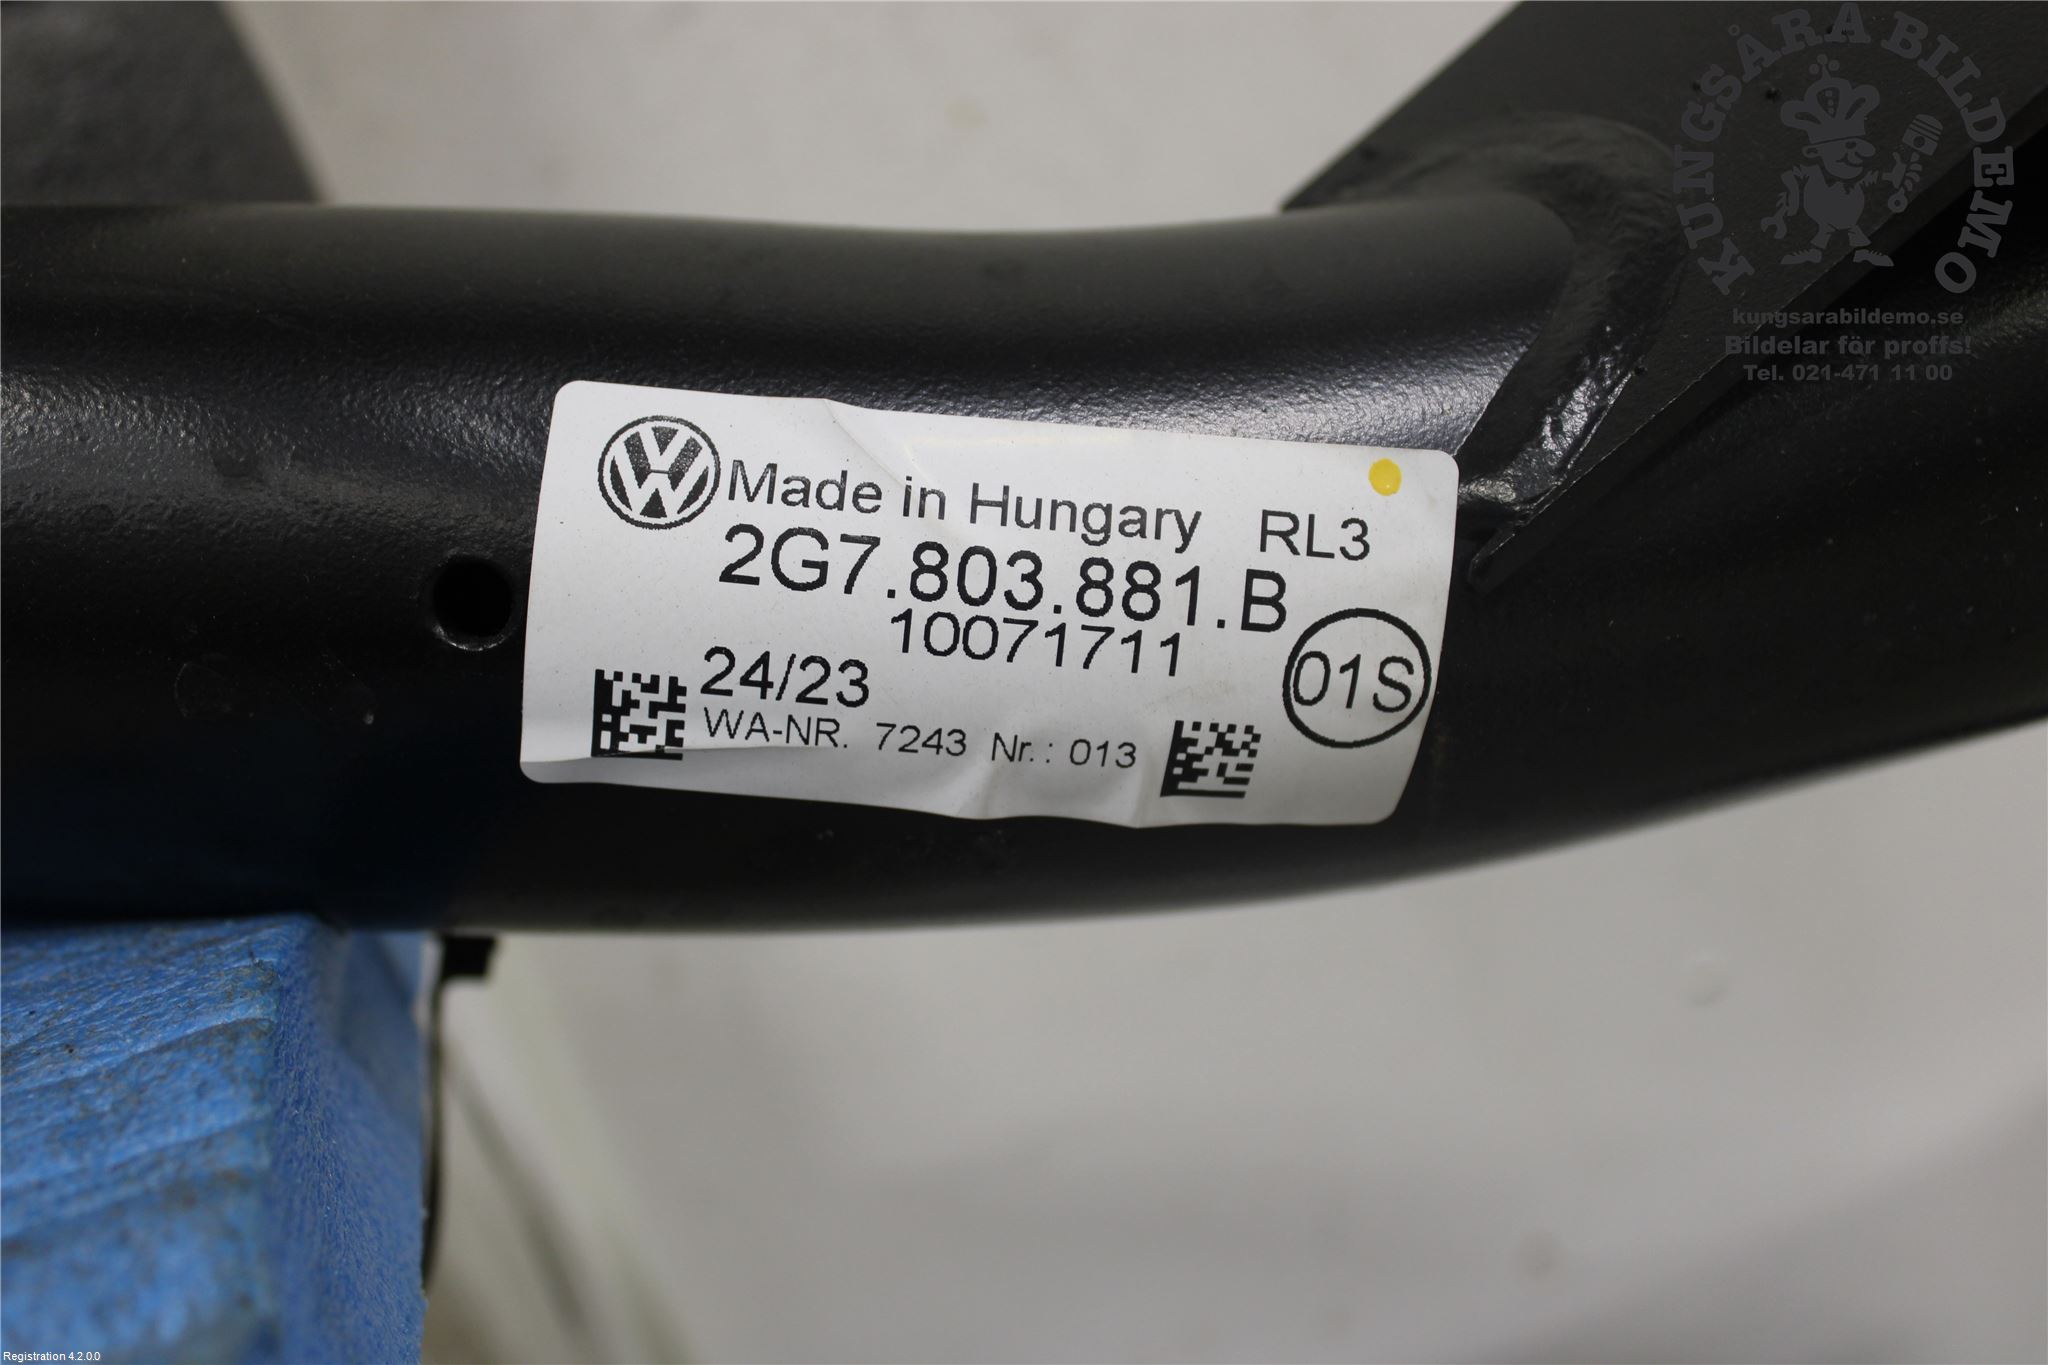 KUNGSÅRA BILDEMO
kungsarabildemo.se
Bildelar för proffs!
Tel. 021-471 11 00
VW Made in Hungary RL3
2G7.803.881.B
10071711
01S
24/23
WA-NR. 7243 Nr.: 013
Registration 4.2.0.0